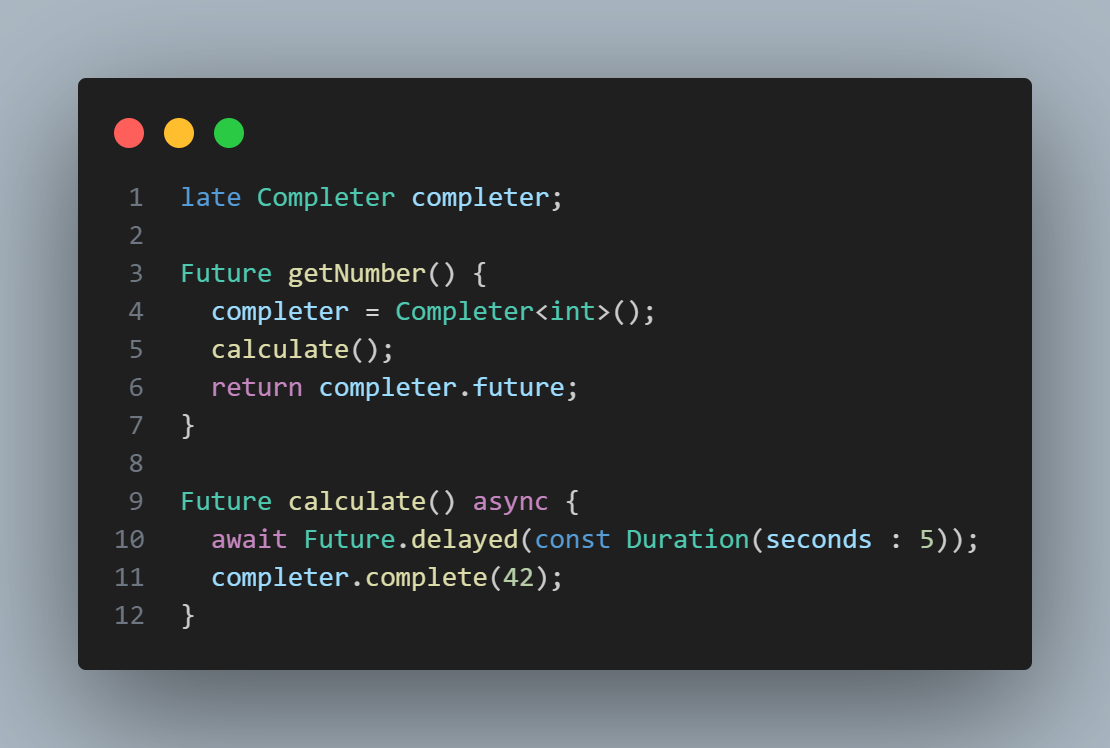 1 late Completer completer;
2
3 Future getNumber() {
4   completer = Completer<int>();
5   calculate();
6   return completer.future;
7 }
8
9 Future calculate() async {
10   await Future.delayed(const Duration(seconds : 5));
11   completer.complete(42);
12 }